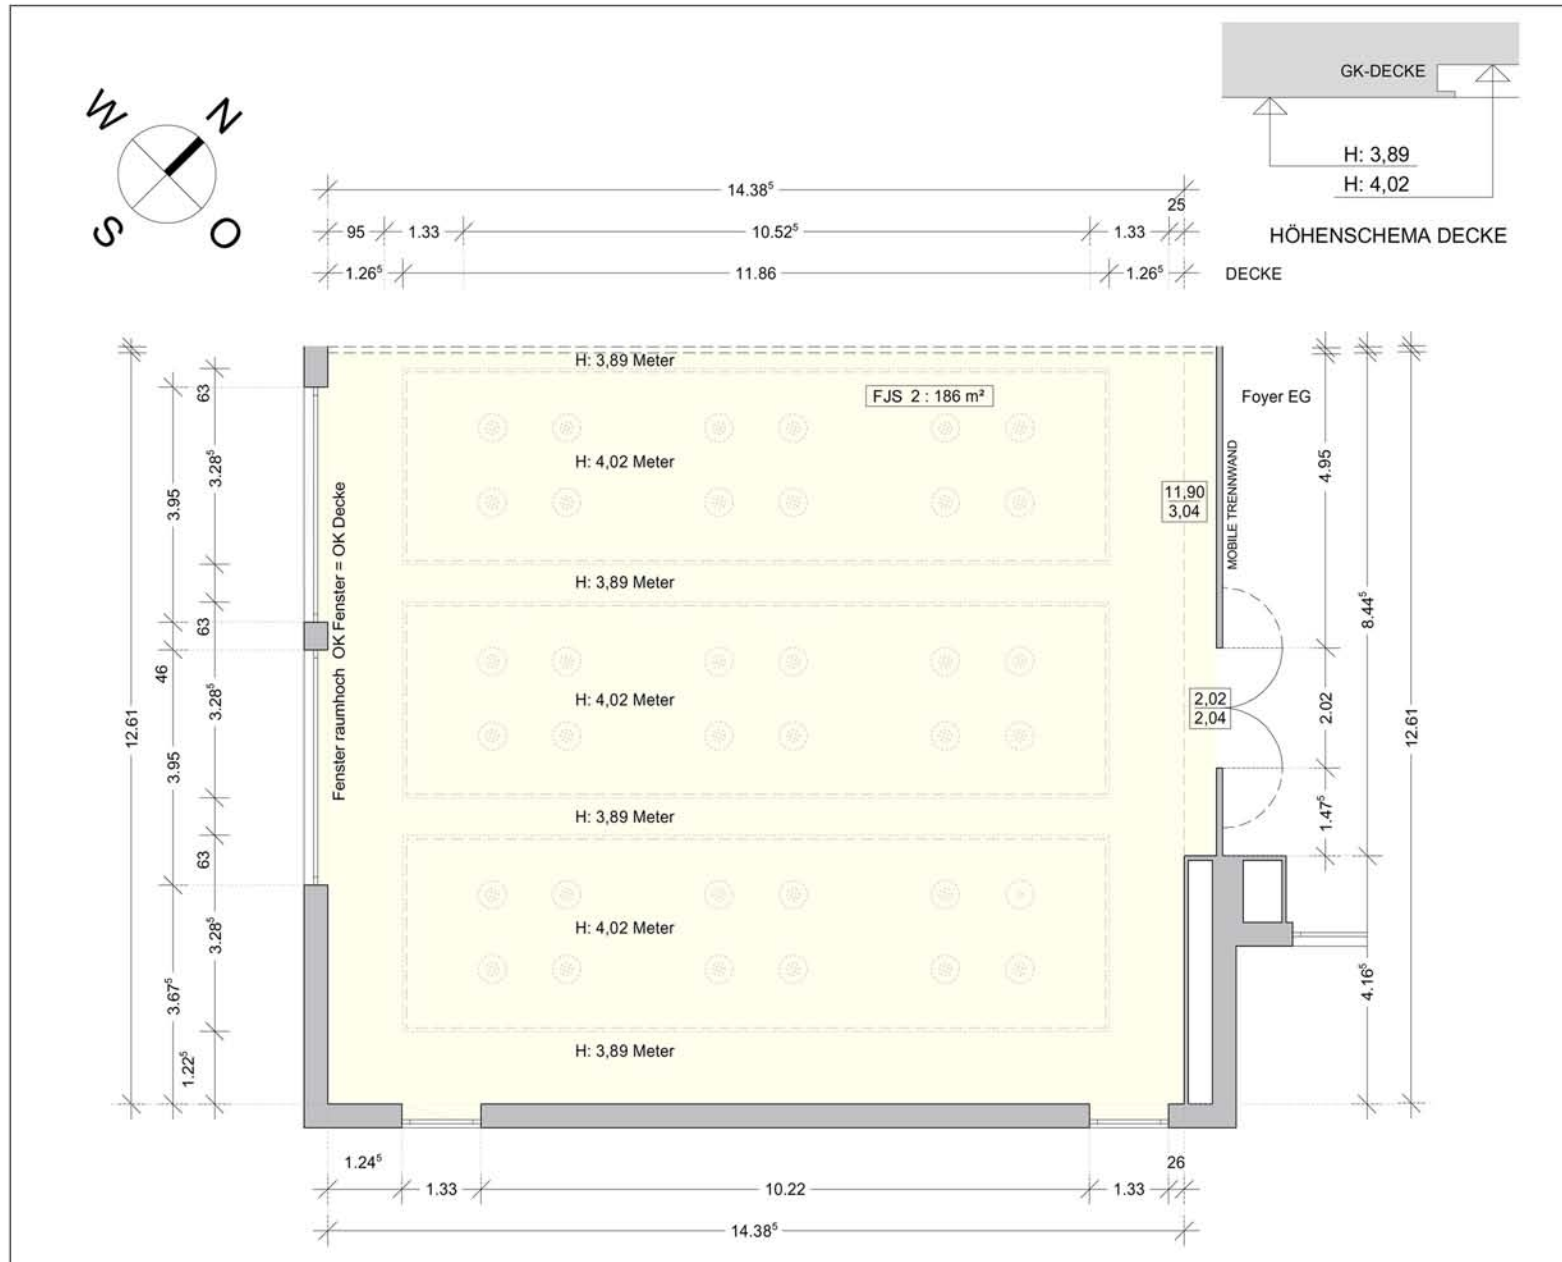 W
N
S
O
GK-DECKE
H: 3,89
H: 4,02
HÖHENSCHEMA DECKE
14.38⁵
25
95
1.33
10.52⁵
1.33
1.26⁵
11.86
1.26⁵
DECKE
H: 3,89 Meter
FJS 2 : 186 m²
Foyer EG
H: 4,02 Meter
11,90
3,04
MOBILE TRENNWAND
H: 3,89 Meter
Fenster raumhoch OK Fenster = OK Decke
H: 4,02 Meter
2,02
2,04
H: 3,89 Meter
H: 4,02 Meter
H: 3,89 Meter
12.61
3.95
46
3.95
3.67⁵
63
3.28⁵
63
3.28⁵
63
3.28⁵
1.22⁵
4.95
2.02
1.47⁵
8.44⁵
4.16⁵
12.61
1.24⁵
26
1.33
10.22
1.33
14.38⁵